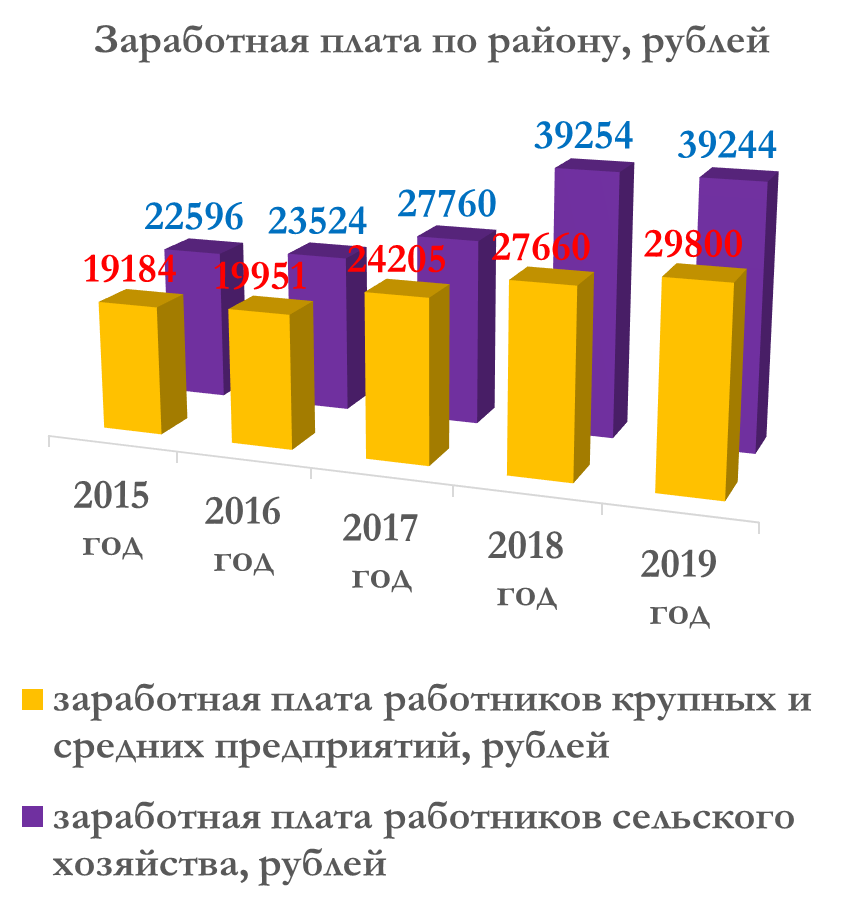 Заработная плата по району, рублей
39254
39244
22596
23524
27760
19184
19951
24205
27660
29800
2015
год
2016
год
2017
год
2018
год
2019
год
заработная плата работников крупных и
средних предприятий, рублей
заработная плата работников сельского
хозяйства, рублей